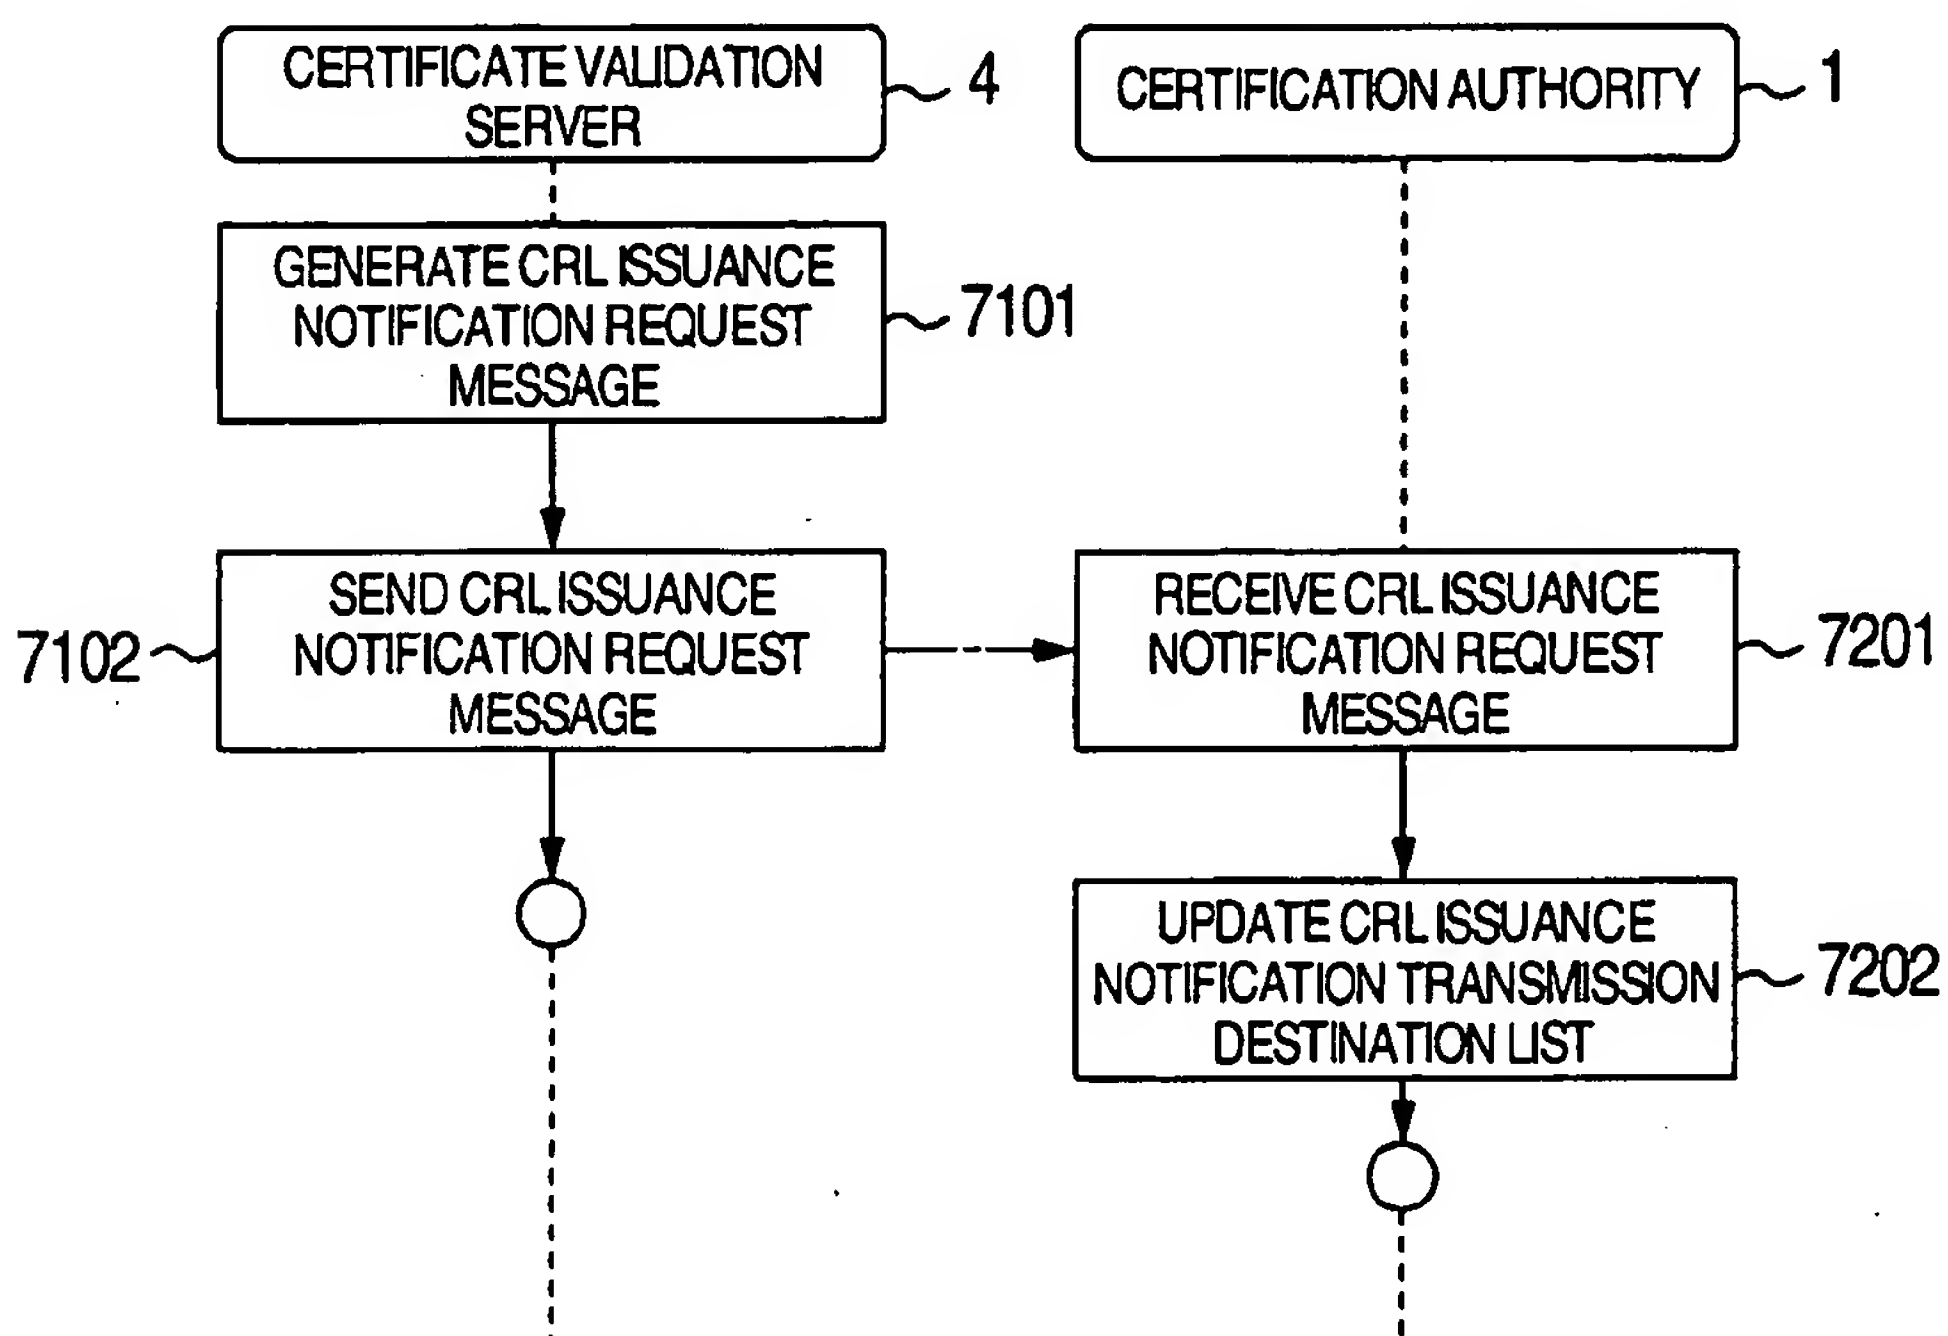 CERTIFICATE VALIDATION
SERVER
4
CERTIFICATION AUTHORITY
1
GENERATE CRL ISSUANCE
NOTIFICATION REQUEST
MESSAGE
7101
SEND CRL ISSUANCE
NOTIFICATION REQUEST
MESSAGE
7102
RECEIVE CRL ISSUANCE
NOTIFICATION REQUEST
MESSAGE
7201
UPDATE CRL ISSUANCE
NOTIFICATION TRANSMISSION
DESTINATION LIST
7202